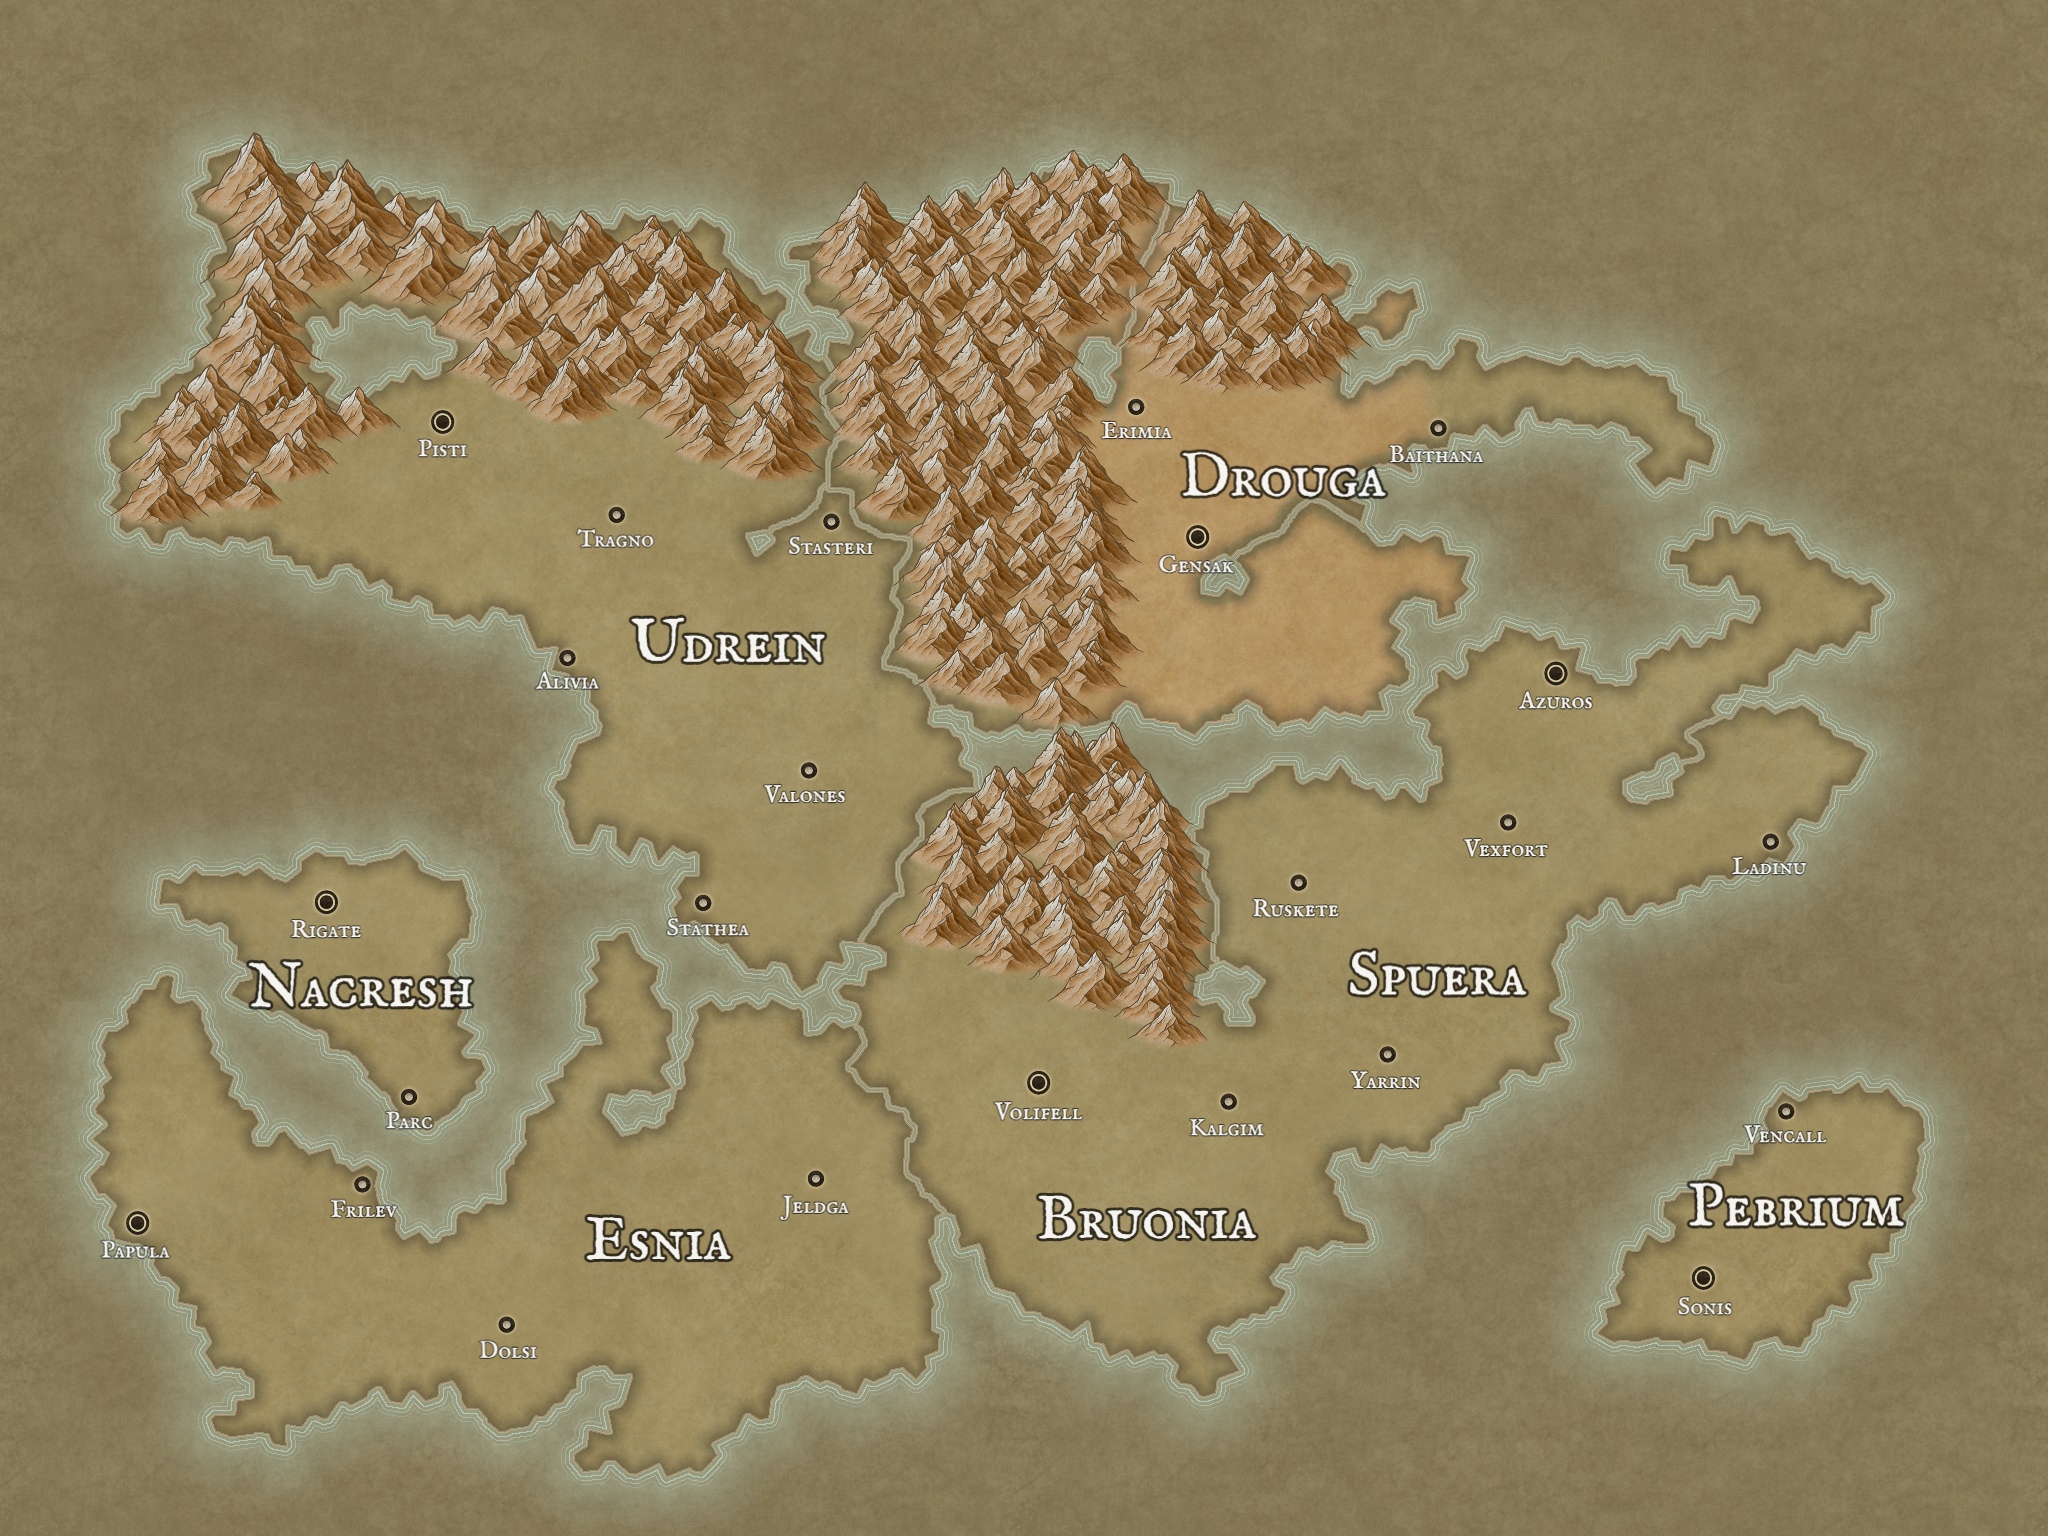 Pisti
Erimia
Baithana
Drouga
Tragno
Stasteri
Gensak
Udrein
Alivia
Azuros
Valones
Vexfort
Ladinu
Ruskete
Rigate
Stathea
Nacresh
Spuera
Yarrin
Parc
Volifell
Kalgim
Vencall
Frilev
Jeldga
Pebrium
Papula
Esnia
Bruonia
Sonis
Dolsi